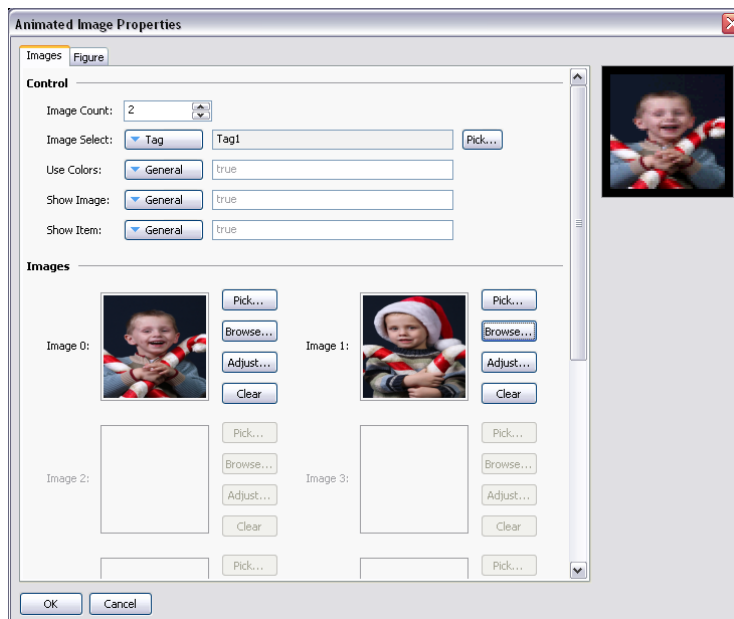 Animated Image Properties
Images Figure
Control
Image Count: 2
Image Select: Tag Tag1 Pick...
Use Colors: General true
Show Image: General true
Show Item: General true
Images
Image 0: Pick... Browse... Adjust... Clear
Image 1: Pick... Browse... Adjust... Clear
Image 2: Pick... Browse... Adjust... Clear
Image 3: Pick... Browse... Adjust... Clear
Pick... Pick...
OK Cancel